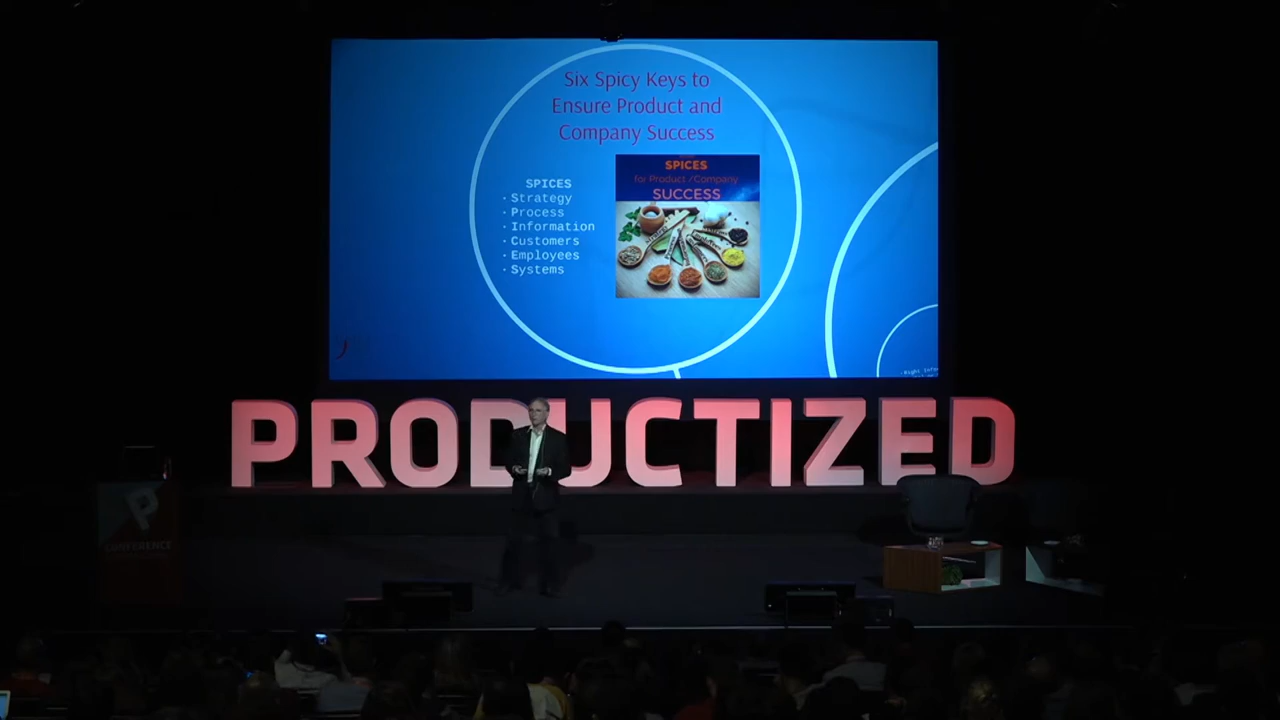 Six Spicy Keys to
Ensure Product and
Company Success
SPICES
· Strategy
· Process
· Information
· Customers
· Employees
· Systems
SPICES
for Product /Company
SUCCESS
PRODUCTIZED
P
CONFERENCE